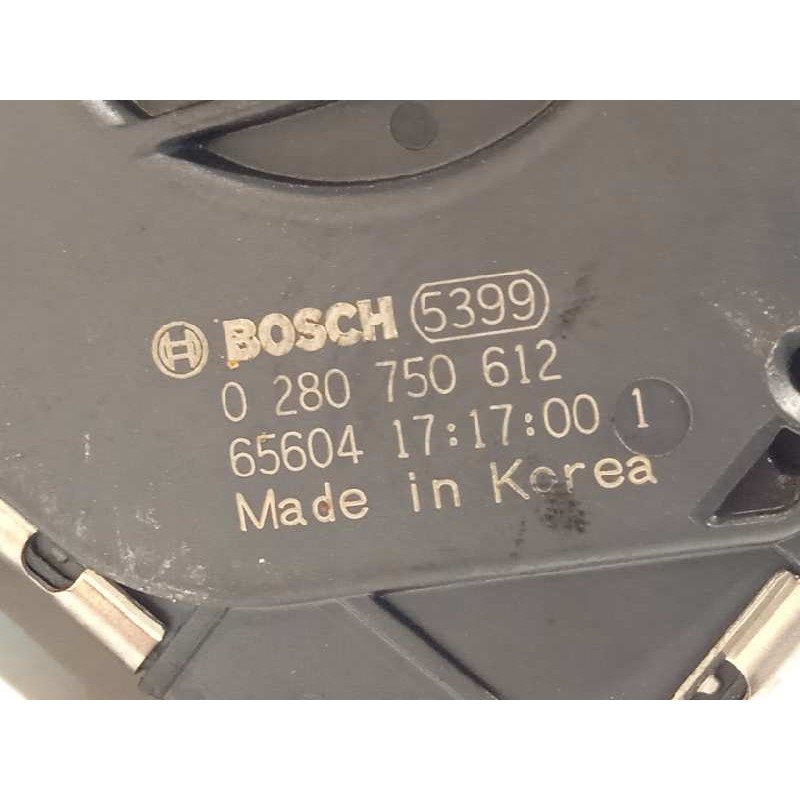 BOSCH 5399
0 280 750 612
65604 17:17:00 1
Made in Korea